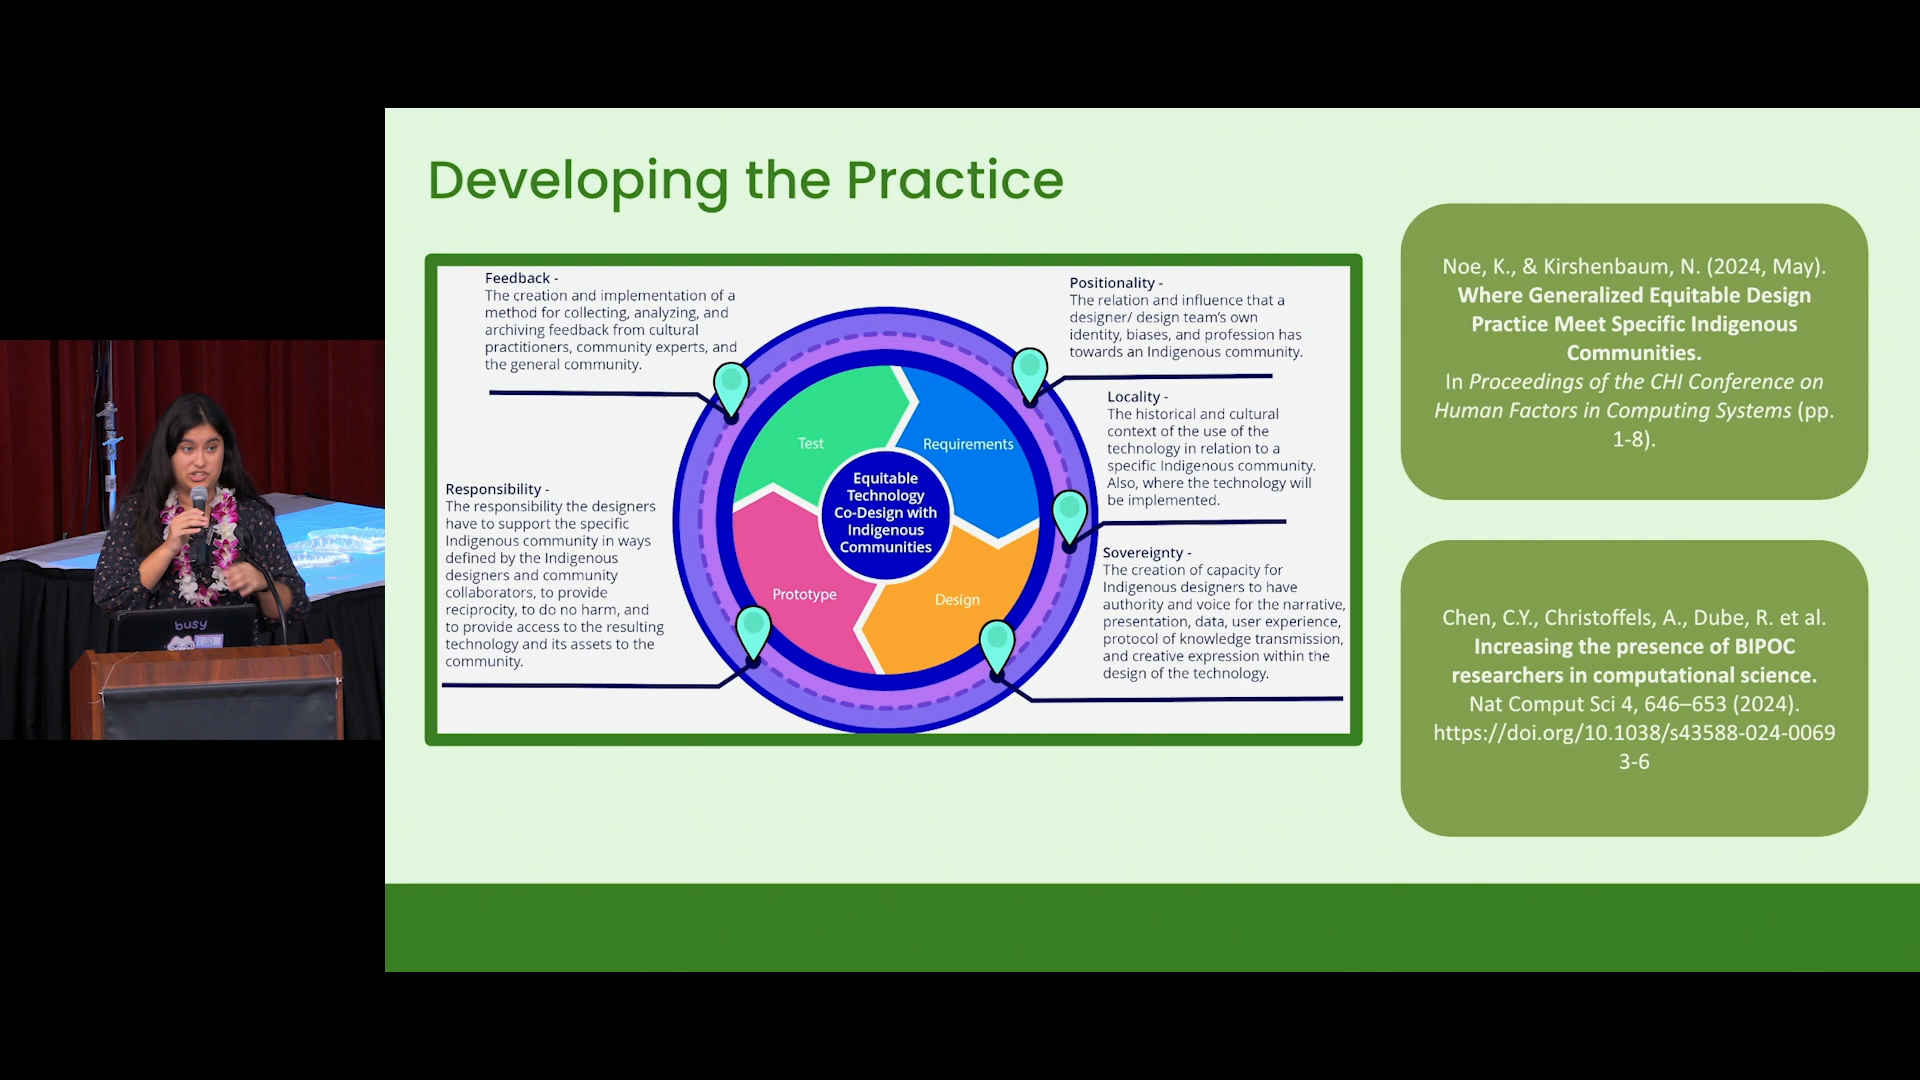 Developing the Practice
Feedback -
The creation and implementation of a
method for collecting, analyzing, and
archiving feedback from cultural
practitioners, community experts, and
the general community.
Responsibility -
The responsibility the designers
have to support the specific
Indigenous community in ways
defined by the Indigenous
designers and community
collaborators, to provide
reciprocity, to do no harm, and
to provide access to the resulting
technology and its assets to the
community.
Test
Requirements
Equitable
Technology
Co-Design with
Indigenous
Communities
Prototype
Design
Positionality -
The relation and influence that a
designer/ design team's own
identity, biases, and profession has
towards an Indigenous community.
Locality -
The historical and cultural
context of the use of the
technology in relation to a
specific Indigenous community.
Also, where the technology will
be implemented.
Sovereignty -
The creation of capacity for
Indigenous designers to have
authority and voice for the narrative,
presentation, data, user experience,
protocol of knowledge transmission,
and creative expression within the
design of the technology.
Noe, K., & Kirshenbaum, N. (2024, May).
Where Generalized Equitable Design
Practice Meet Specific Indigenous
Communities.
In Proceedings of the CHI Conference on
Human Factors in Computing Systems (pp.
1-8).
Chen, C.Y., Christoffels, A., Dube, R. et al.
Increasing the presence of BIPOC
researchers in computational science.
Nat Comput Sci 4, 646–653 (2024).
https://doi.org/10.1038/s43588-024-0069
3-6
busy